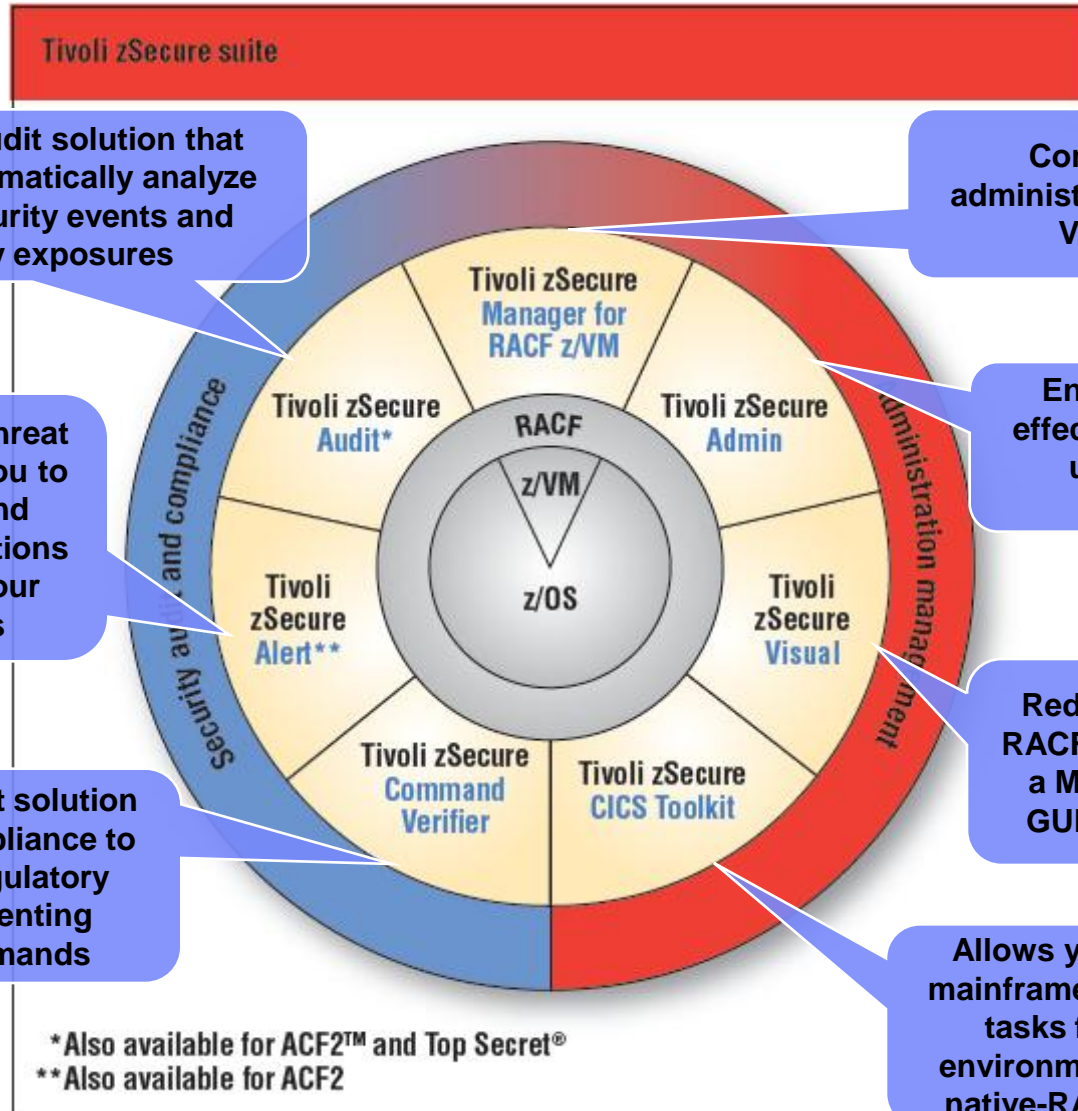 Tivoli zSecure suite
udit solution that
matically analyze
urity events and
y exposures
Con
administ
V
Tivoli zSecure
Manager for
RACF z/VM
Tivoli zSecure
Audit*
Tivoli zSecure
Admin
RACF
z/VM
z/OS
Security audit and compliance
Administration management
hreat
ou to
nd
tions
our
s
En
effec
u
Tivoli
zSecure
Alert**
Tivoli
zSecure
Visual
Red
RACF
a M
GUI
Tivoli zSecure
Command
Verifier
Tivoli zSecure
CICS Toolkit
t solution
pliance to
gulatory
enting
mands
Allows y
mainframe
tasks f
environm
native-RA
*Also available for ACF2™ and Top Secret®
**Also available for ACF2